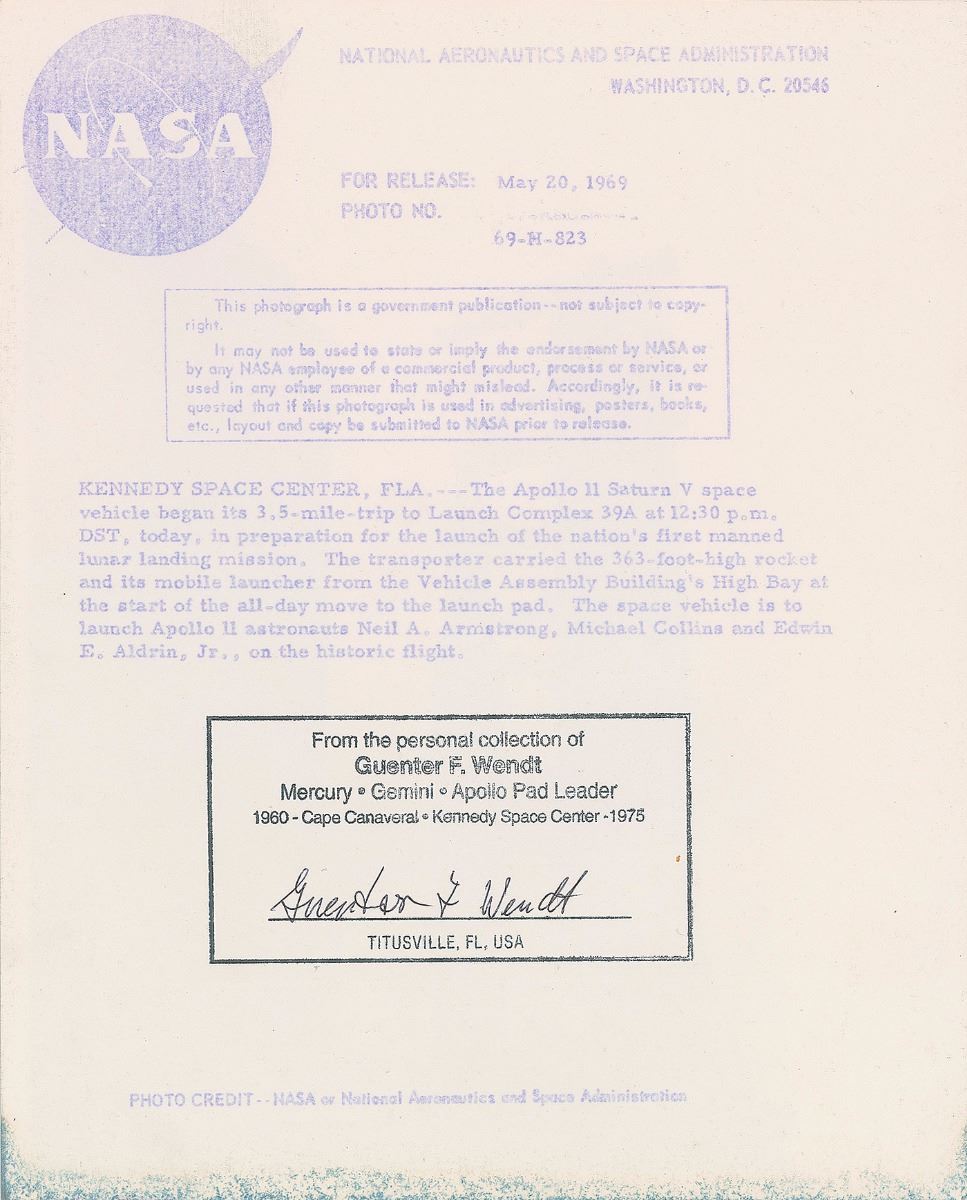 NASA
NATIONAL AERONAUTICS AND SPACE ADMINISTRATION
WASHINGTON, D. C. 20546
FOR RELEASE: May 20, 1969
PHOTO NO.
69-H-823
This photograph is a government publication--not subject to copy-
right.
It may not be used to state or imply the endorsement by NASA or
by any NASA employee of a commercial product, process or service, or
used in any other manner that might mislead. Accordingly, it is re-
quested that if this photograph is used in advertising, posters, books,
etc., layout and copy be submitted to NASA prior to release.
KENNEDY SPACE CENTER, FLA.---The Apollo 11 Saturn V space
vehicle began its 3.5-mile-trip to Launch Complex 39A at 12:30 p.m.
DST, today, in preparation for the launch of the nation's first manned
lunar landing mission. The transporter carried the 363-foot-high rocket
and its mobile launcher from the Vehicle Assembly Building's High Bay at
the start of the all-day move to the launch pad. The space vehicle is to
launch Apollo 11 astronauts Neil A. Armstrong, Michael Collins and Edwin
E. Aldrin, Jr., on the historic flight.
From the personal collection of
Guenter F. Wendt
Mercury • Gemini • Apollo Pad Leader
1960 - Cape Canaveral • Kennedy Space Center -1975
Guenter F Wendt
TITUSVILLE, FL, USA
PHOTO CREDIT--NASA or National Aeronautics and Space Administration